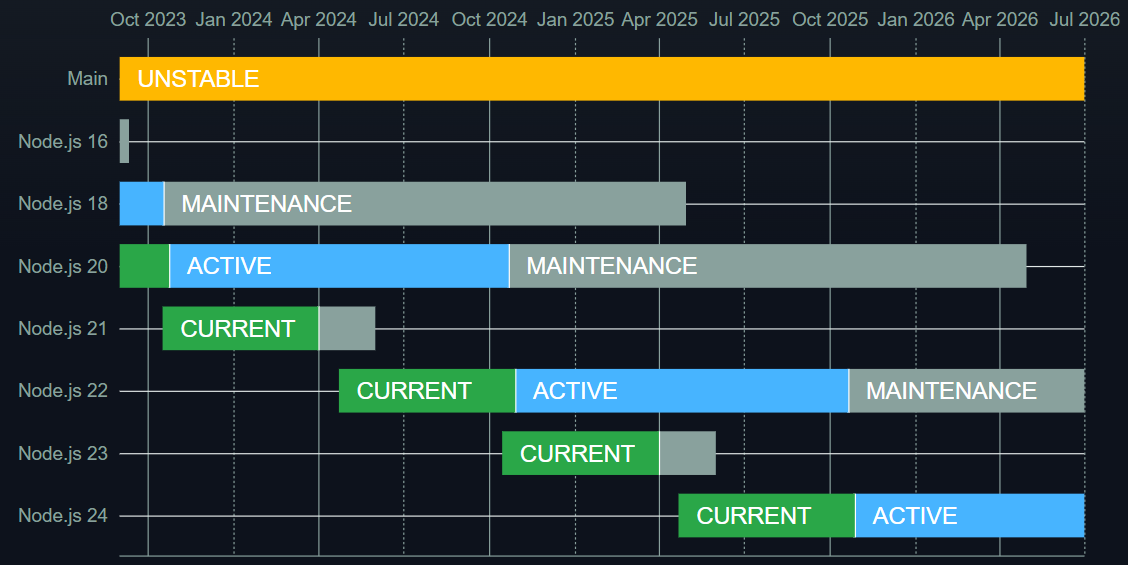 Oct 2023 Jan 2024 Apr 2024 Jul 2024 Oct 2024 Jan 2025 Apr 2025 Jul 2025 Oct 2025 Jan 2026 Apr 2026 Jul 2026
Main UNSTABLE
Node.js 16
Node.js 18 MAINTENANCE
Node.js 20 ACTIVE MAINTENANCE
Node.js 21 CURRENT
Node.js 22 CURRENT ACTIVE MAINTENANCE
Node.js 23 CURRENT
Node.js 24 CURRENT ACTIVE